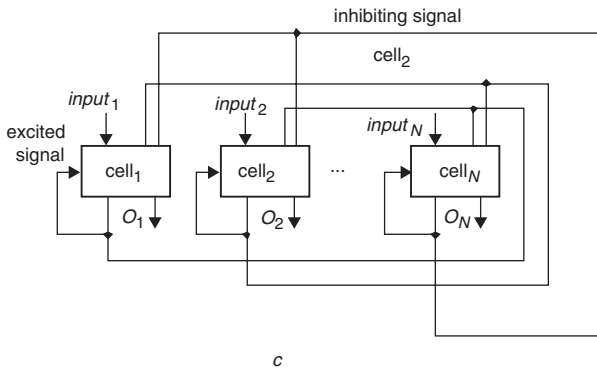 inhibiting signal
cell2
input1
input2
inputN
excited
signal
cell1
cell2
...
cellN
O1
O2
ON
c